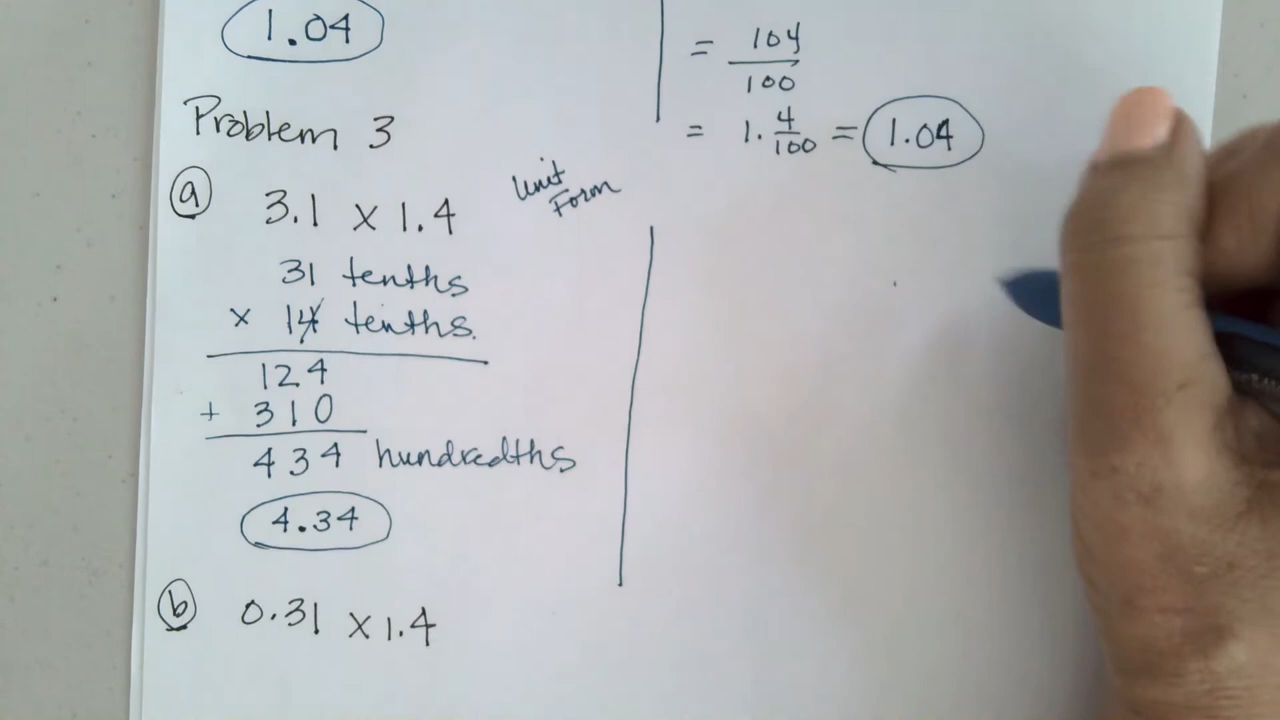 1.04
= 104/100
= 1. 4/100 = 1.04
Problem 3
a 3.1 x 1.4
Unit Form
31 tenths
x 14 tenths.
124
+ 310
434 hundredths
4.34
b 0.31 x 1.4